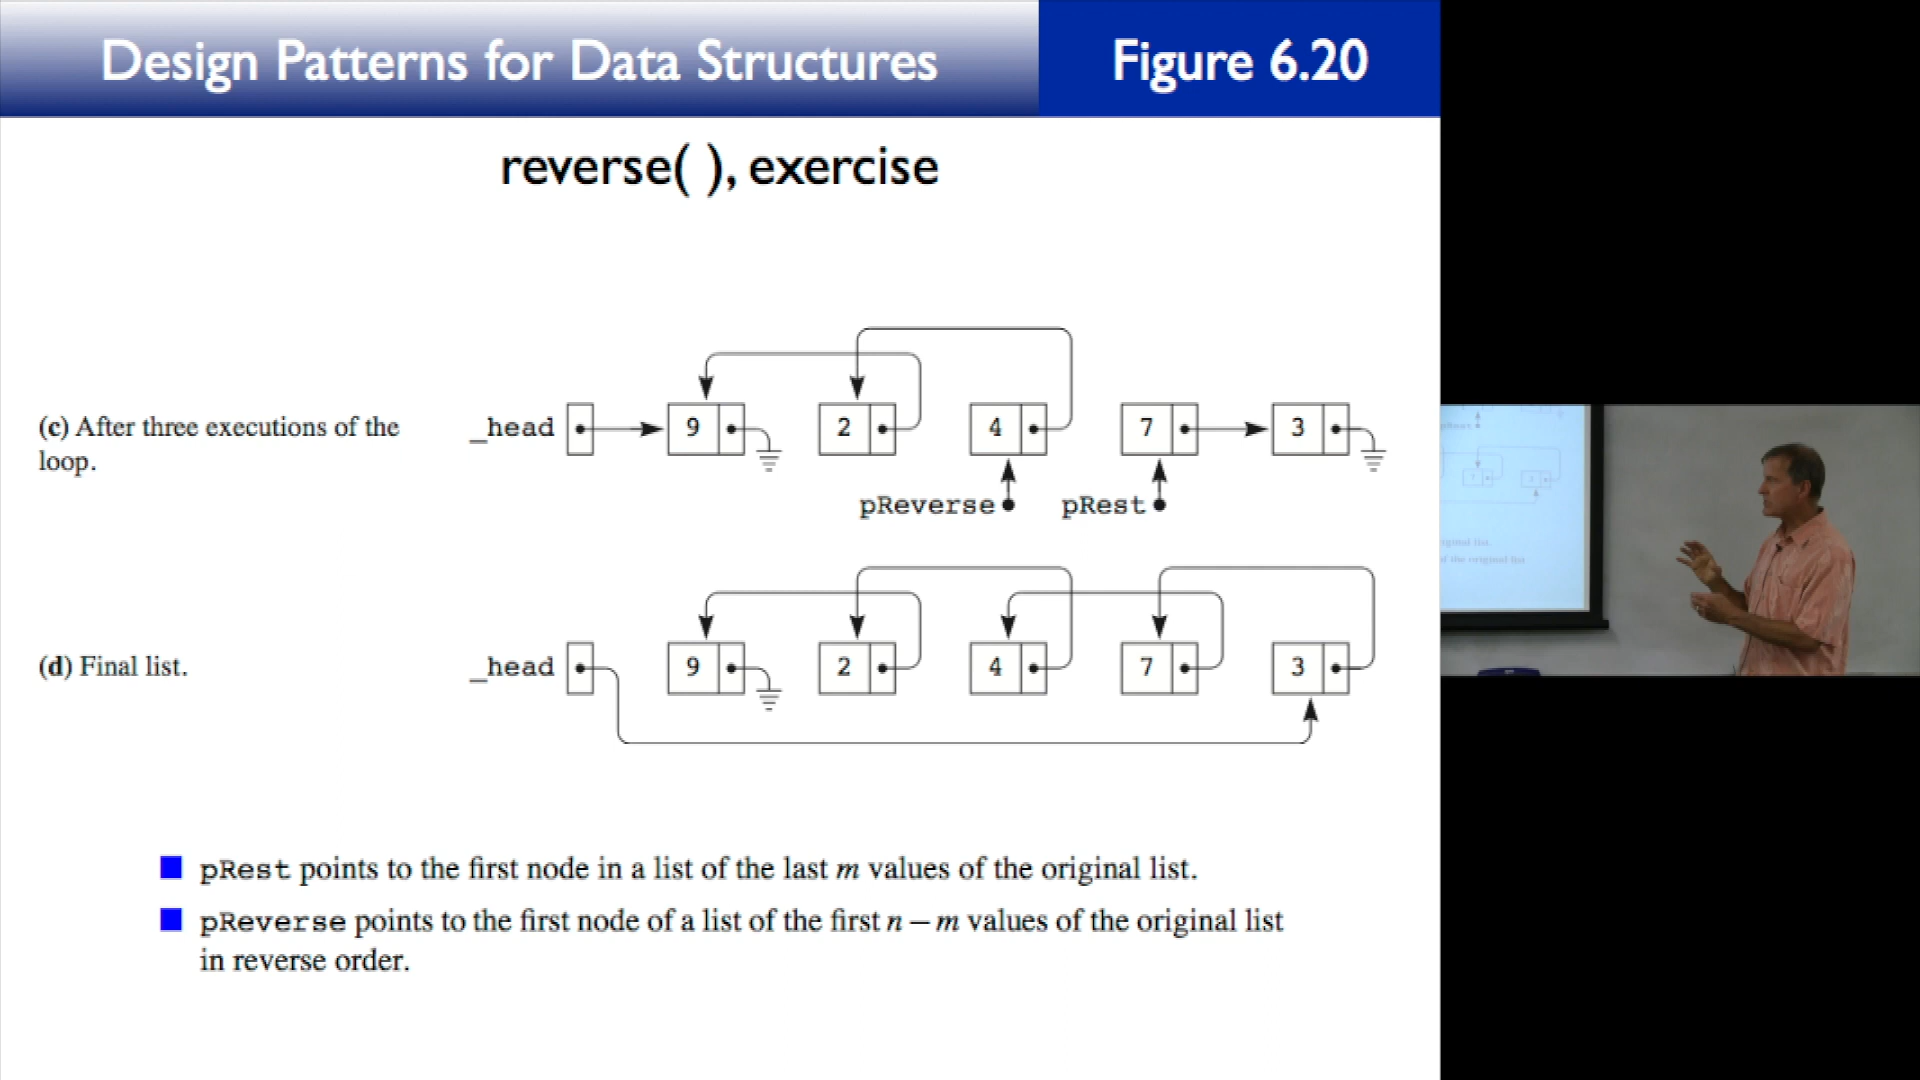 Design Patterns for Data Structures
Figure 6.20
reverse( ), exercise
(c) After three executions of the
loop.
_head 9 2 4 7 3
pReverse pRest
(d) Final list.
_head 9 2 4 7 3
pRest points to the first node in a list of the last m values of the original list.
pReverse points to the first node of a list of the first n – m values of the original list
in reverse order.